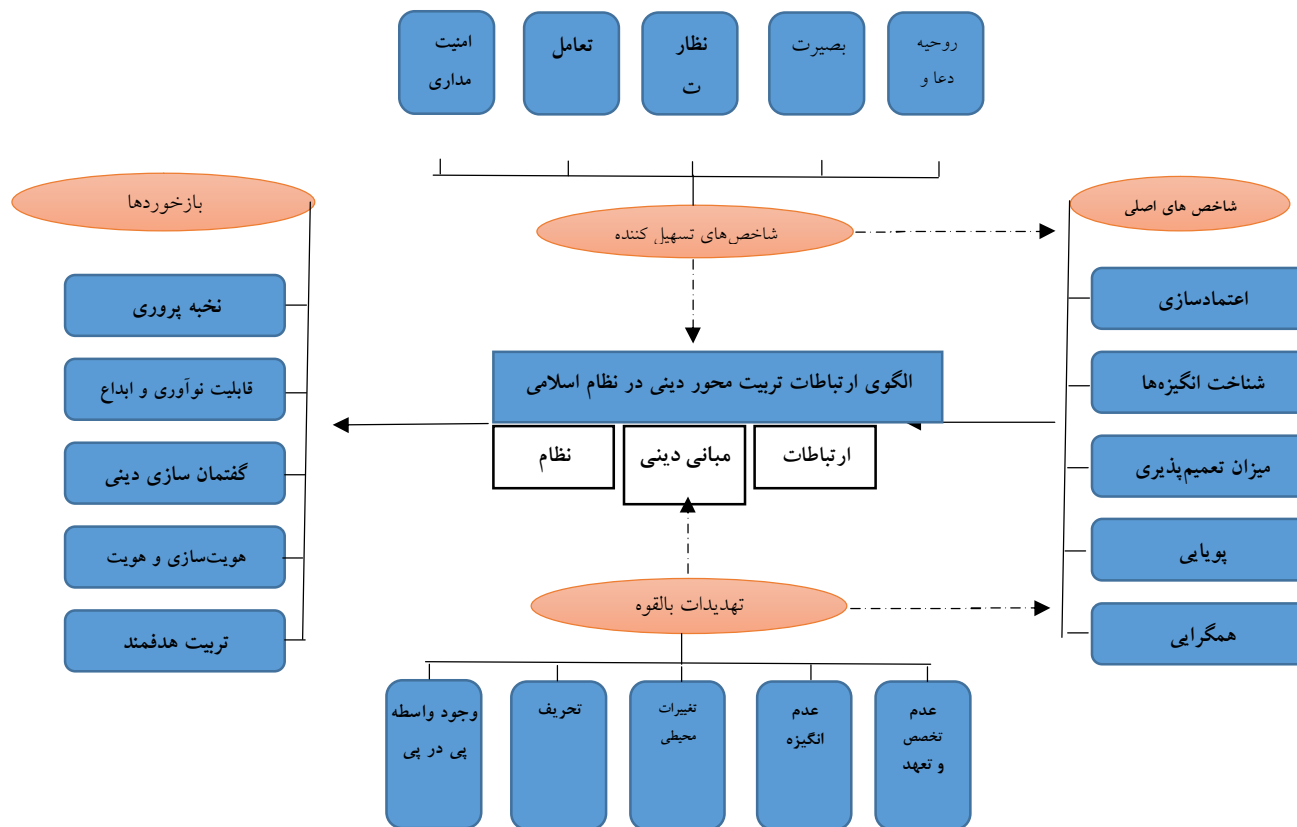 روحیه
دعا و
بصیرت
نظار
ت
تعامل
امنیت
مداری
شاخص های اصلی
شاخص‌های تسهیل کننده
بازخوردها
اعتمادسازی
شناخت انگیزه‌ها
میزان تعمیم‌پذیری
پویایی
همگرایی
الگوی ارتباطات تربیت محور دینی در نظام اسلامی
ارتباطات
مبانی دینی
نظام
نخبه پروری
قابلیت نوآوری و ابداع
گفتمان سازی دینی
هویت‌سازی و هویت
تربیت هدفمند
تهدیدات بالقوه
عدم
تخصص
و تعهد
عدم
انگیزه
تغییرات
محیطی
تحریف
وجود واسطه
پی در پی